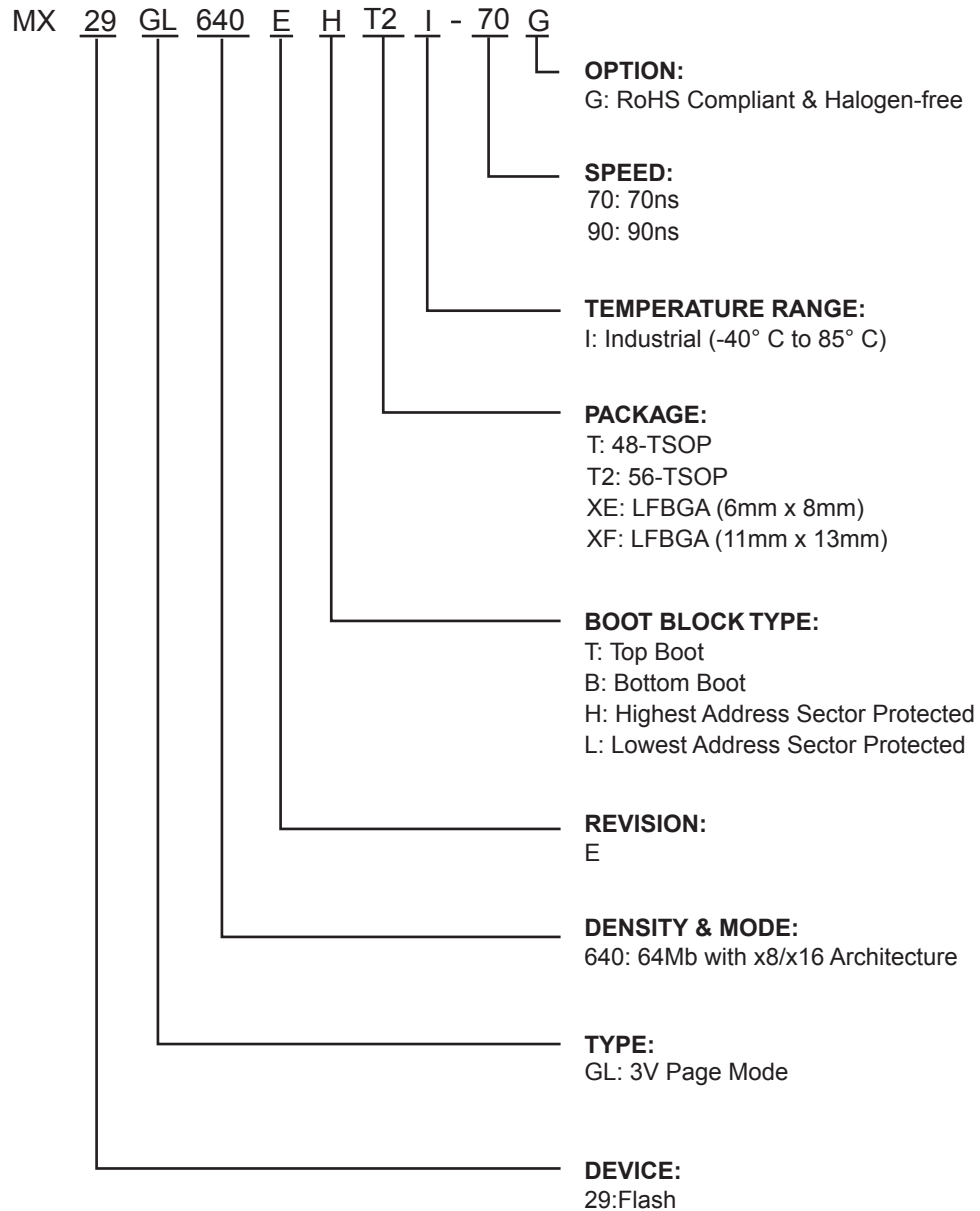 MX 29 GL 640 E H T2 I - 70 G
OPTION:
G: RoHS Compliant & Halogen-free
SPEED:
70: 70ns
90: 90ns
TEMPERATURE RANGE:
I: Industrial (-40° C to 85° C)
PACKAGE:
T: 48-TSOP
T2: 56-TSOP
XE: LFBGA (6mm x 8mm)
XF: LFBGA (11mm x 13mm)
BOOT BLOCK TYPE:
T: Top Boot
B: Bottom Boot
H: Highest Address Sector Protected
L: Lowest Address Sector Protected
REVISION:
E
DENSITY & MODE:
640: 64Mb with x8/x16 Architecture
TYPE:
GL: 3V Page Mode
DEVICE:
29:Flash